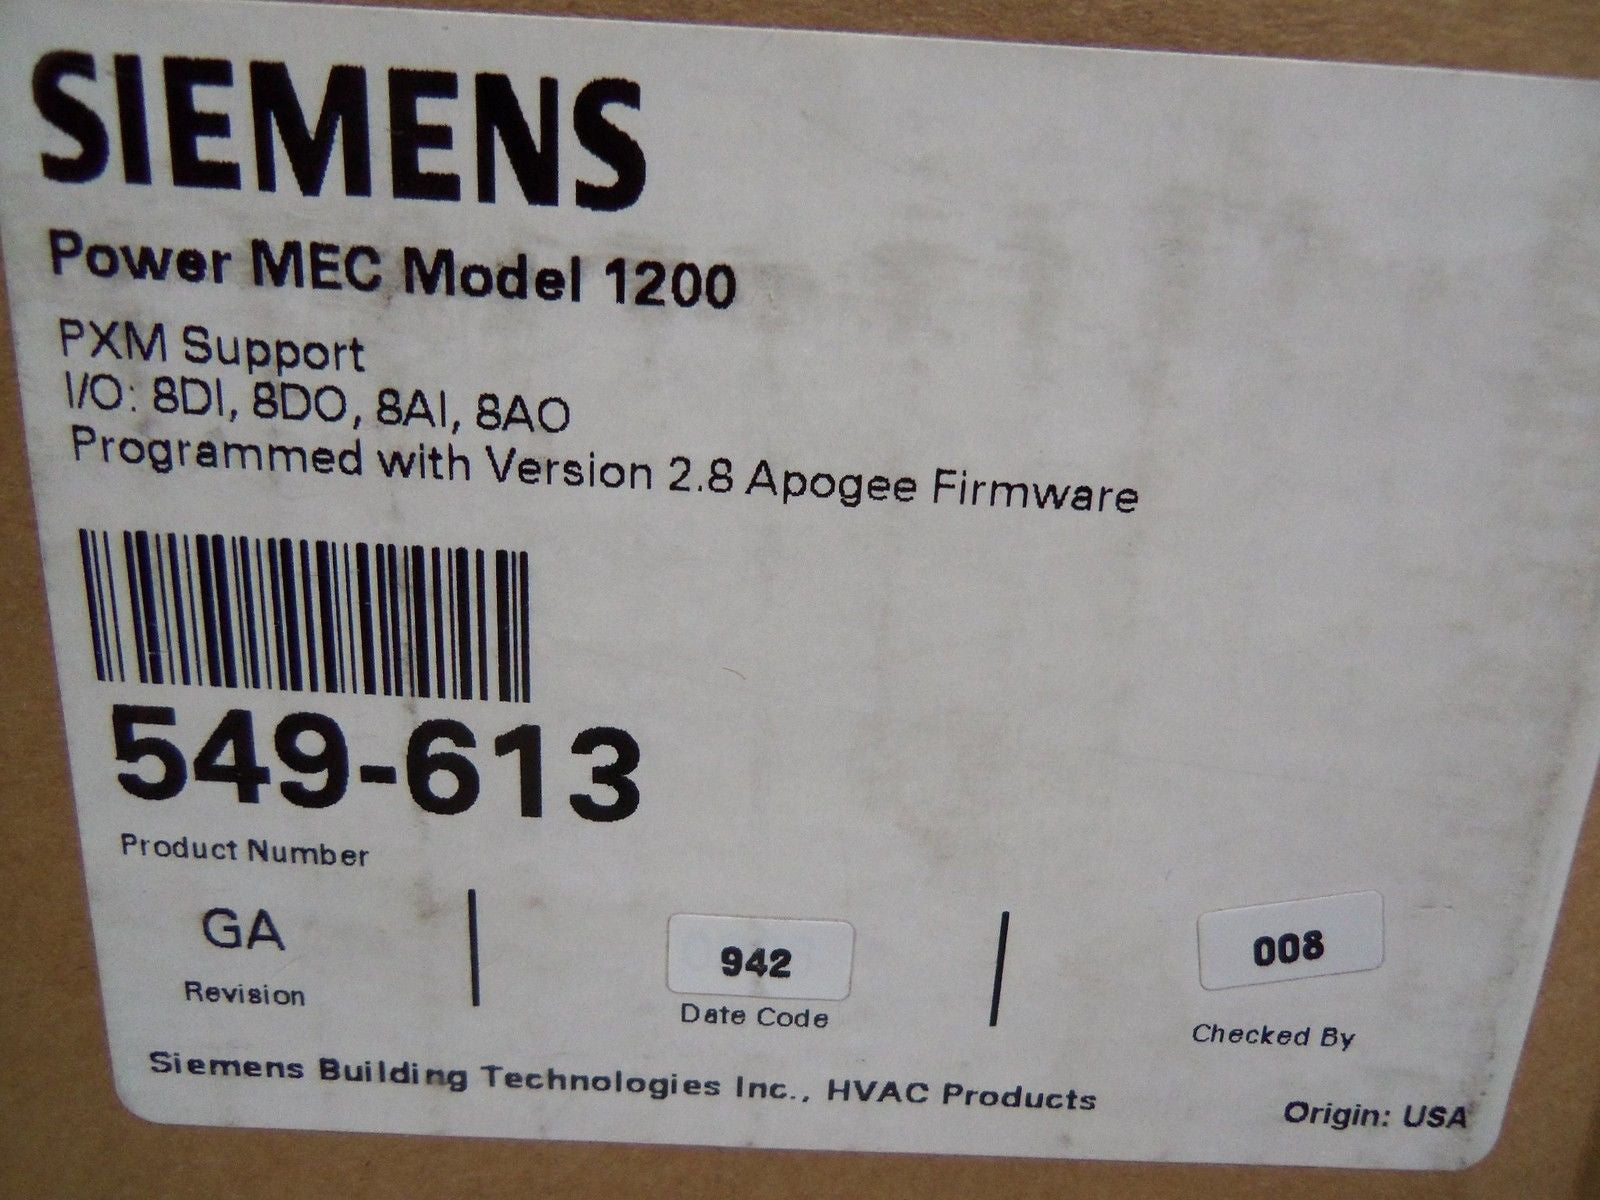 SIEMENS
Power MEC Model 1200
PXM Support
I/O: 8DI, 8DO, 8AI, 8AO
Programmed with Version 2.8 Apogee Firmware
549-613
Product Number
GA
Revision
942
Date Code
008
Checked By
Siemens Building Technologies Inc., HVAC Products
Origin: USA